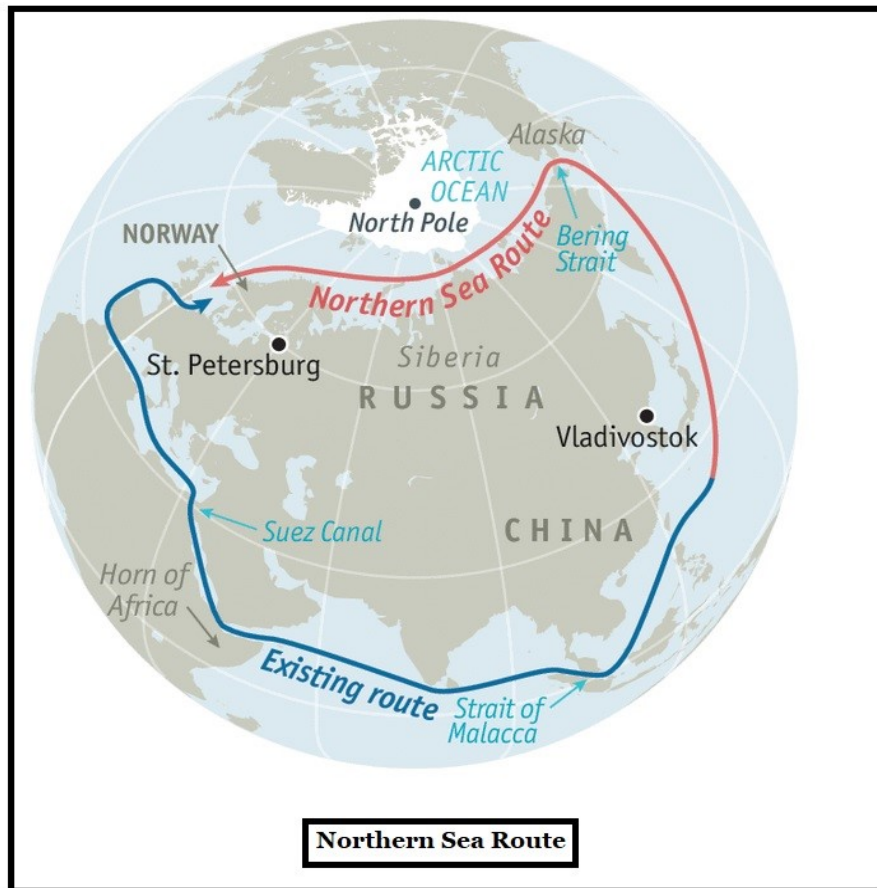 Alaska
ARCTIC
OCEAN
North Pole
NORWAY
Bering
Strait
Northern Sea Route
St. Petersburg
Siberia
RUSSIA
Vladivostok
Suez Canal
CHINA
Horn of
Africa
Existing route
Strait of
Malacca
Northern Sea Route